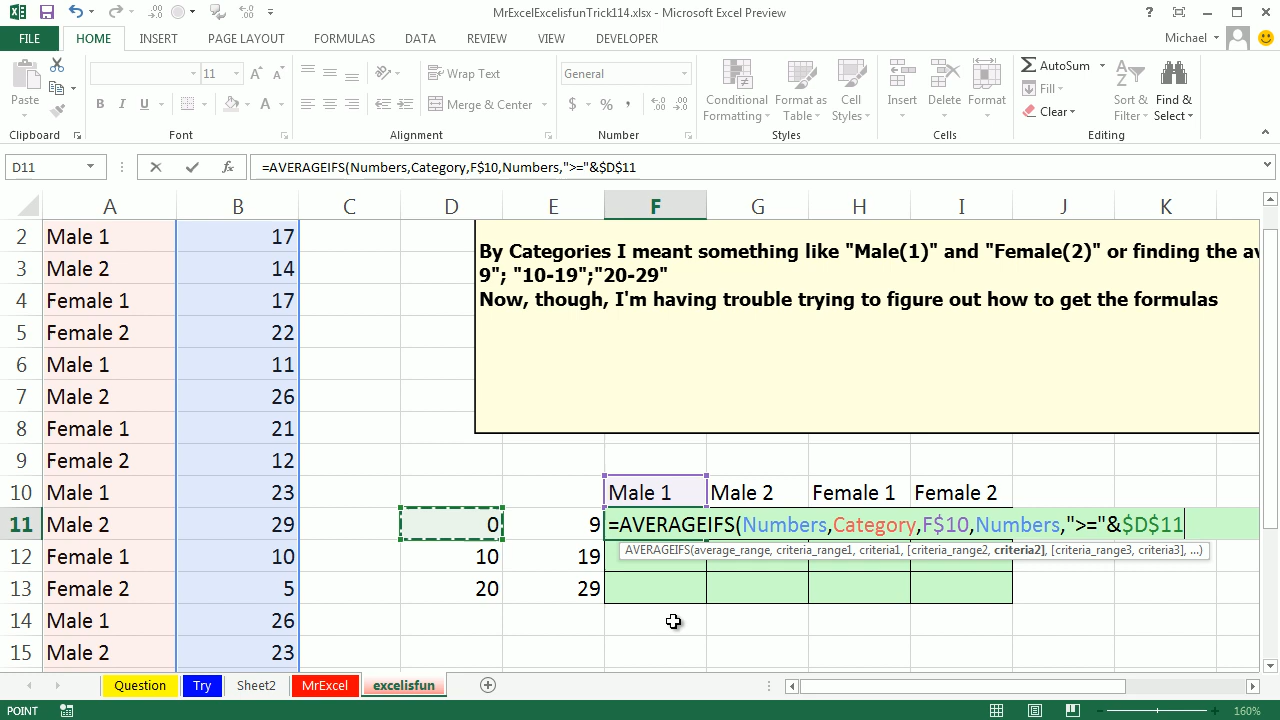 MrExcelExcelisfunTrick114.xlsx - Microsoft Excel Preview
FILE HOME INSERT PAGE LAYOUT FORMULAS DATA REVIEW VIEW DEVELOPER Michael
Paste
11
B I U
A A A
Wrap Text
Merge & Center
General
$ % ,
Conditional Formatting
Format as Table
Cell Styles
Insert Delete Format
AutoSum
Fill
Clear
Sort & Filter
Find & Select
Clipboard Font Alignment Number Styles Cells Editing
D11 fx =AVERAGEIFS(Numbers,Category,F$10,Numbers,">="&$D$11
A B C D E F G H I J K
2 Male 1 17
By Categories I meant something like "Male(1)" and "Female(2)" or finding the av
3 Male 2 14
9"; "10-19";"20-29"
4 Female 1 17
Now, though, I'm having trouble trying to figure out how to get the formulas
5 Female 2 22
6 Male 1 11
7 Male 2 26
8 Female 1 21
9 Female 2 12
10 Male 1 23 Male 1 Male 2 Female 1 Female 2
11 Male 2 29 0 9 =AVERAGEIFS(Numbers,Category,F$10,Numbers,">="&$D$11
AVERAGEIFS(average_range, criteria_range1, criteria1, [criteria_range2, criteria2], [criteria_range3, criteria3], ...)
12 Female 1 10 10 19
13 Female 2 5 20 29
14 Male 1 26
15 Male 2 23
Question Try Sheet2 MrExcel excelisfun
POINT 160%